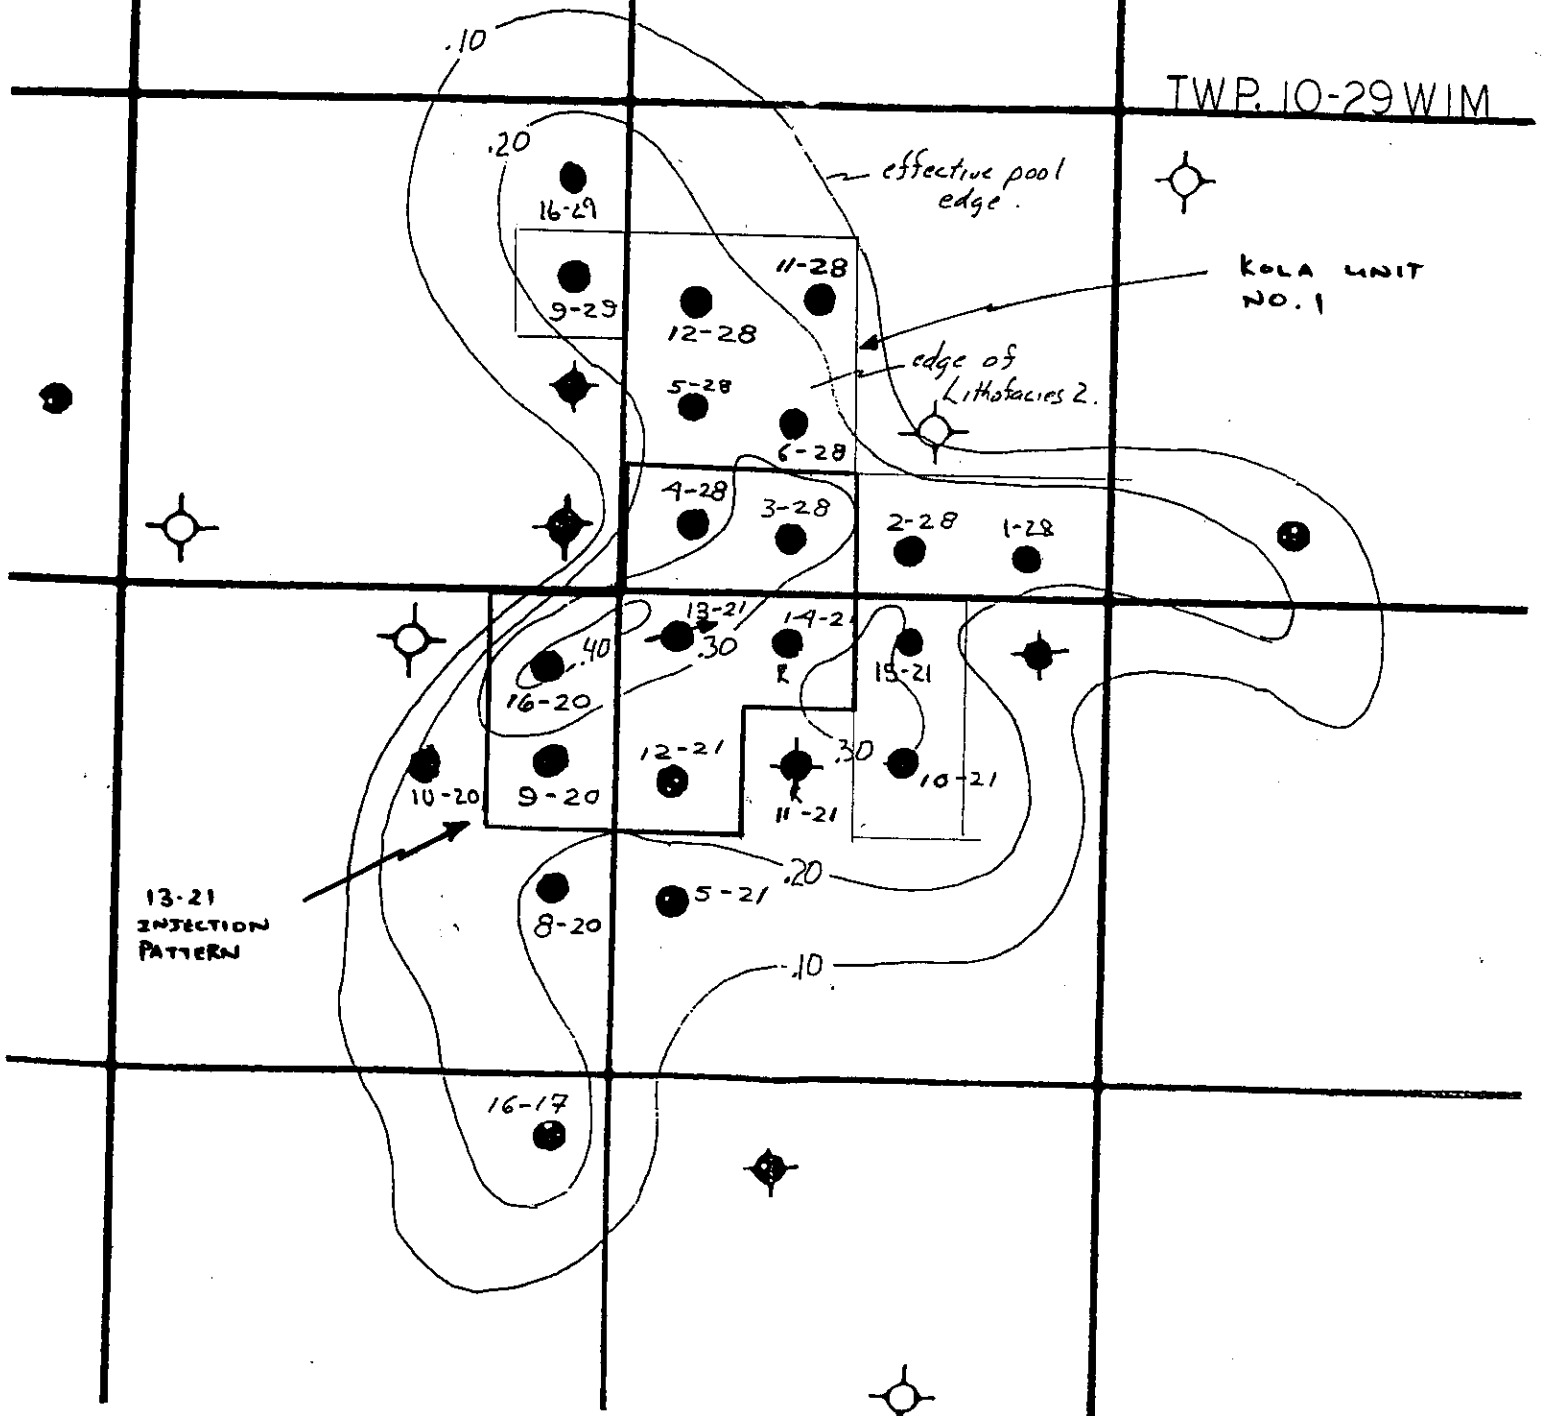 .10
TWP. 10-29 W1M
.20
effective pool
edge.
16-29
11-28
KOLA UNIT
NO. 1
9-29
12-28
edge of
Lithofacies 2.
5-28
6-28
4-28
3-28
2-28
1-28
13-21
14-21
.40
.30
R
15-21
16-20
12-21
.30
10-21
10-20
9-20
R
11-21
.20
13-21
INJECTION
PATTERN
5-21
8-20
.10
16-17